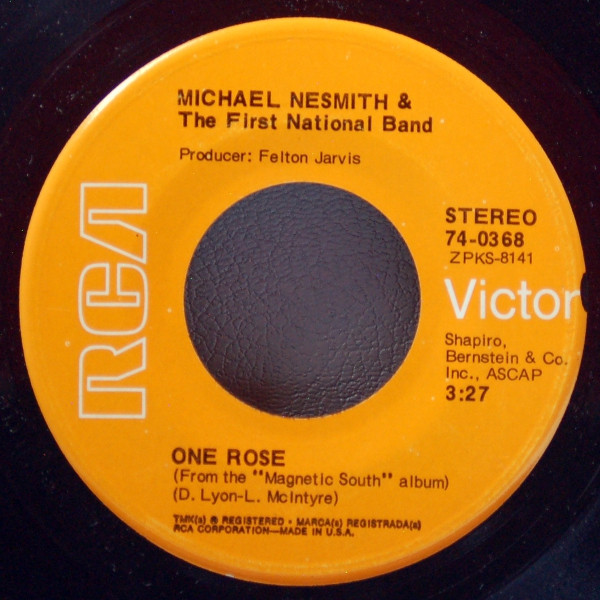 MICHAEL NESMITH &
The First National Band
Producer: Felton Jarvis
RCA
STEREO
74-0368
ZPKS-8141
Victor
Shapiro,
Bernstein & Co.
Inc., ASCAP
3:27
ONE ROSE
(From the "Magnetic South" album)
(D. Lyon-L. McIntyre)
TMK(s) ® REGISTERED • MARCA(s) REGISTRADA(s)
RCA CORPORATION—MADE IN U.S.A.